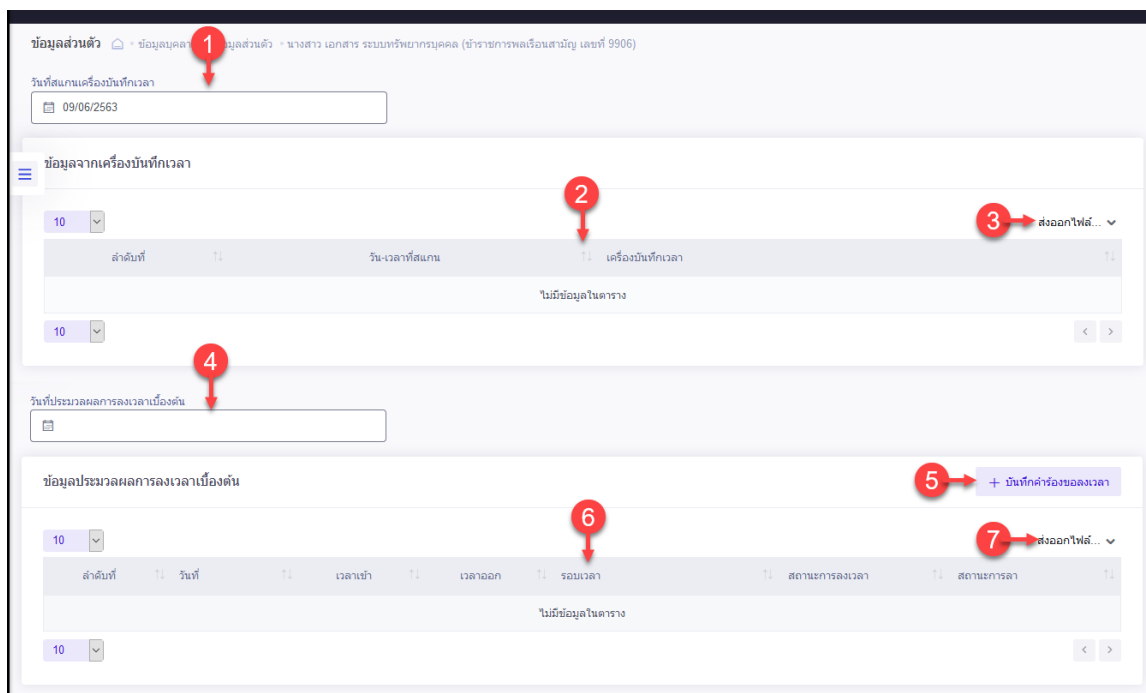 ข้อมูลส่วนตัว ข้อมูลบุคลา 1 มูลส่วนตัว นางสาว เอกสาร ระบบทรัพยากรบุคคล (ข้าราชการพลเรือนสามัญ เลขที่ 9906)
วันที่สแกนเครื่องบันทึกเวลา
09/06/2563
ข้อมูลจากเครื่องบันทึกเวลา
2
10 3 ส่งออกไฟล์...
ลำดับที่ วัน-เวลาที่สแกน เครื่องบันทึกเวลา
ไม่มีข้อมูลในตาราง
10
4
วันที่ประมวลผลการลงเวลาเบื้องต้น
ข้อมูลประมวลผลการลงเวลาเบื้องต้น 5 + บันทึกคำร้องขอลงเวลา
6
10 7 ส่งออกไฟล์...
ลำดับที่ วันที่ เวลาเข้า เวลาออก รอบเวลา สถานะการลงเวลา สถานะการลา
ไม่มีข้อมูลในตาราง
10